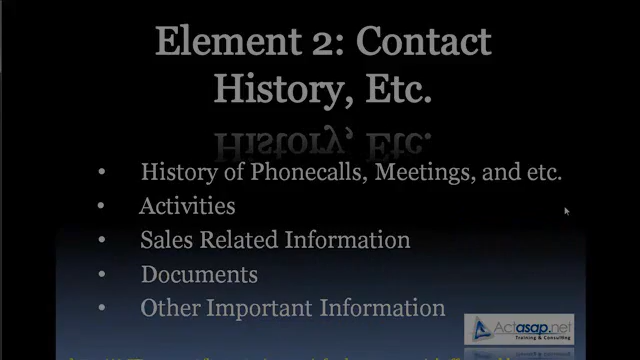 Element 2: Contact
History, Etc.
• History of Phonecalls, Meetings, and etc.
• Activities
• Sales Related Information
• Documents
• Other Important Information
Actasap.net
Training & Consulting